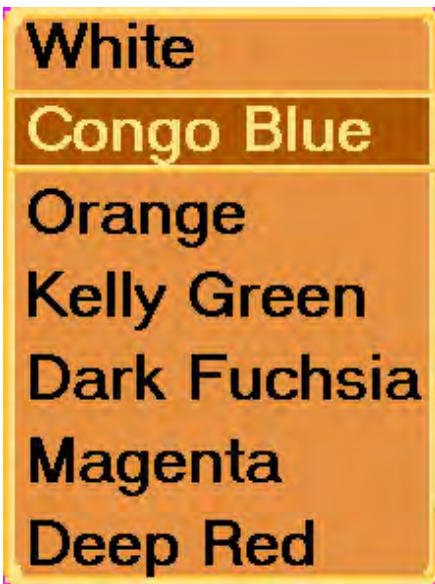 White
Congo Blue
Orange
Kelly Green
Dark Fuchsia
Magenta
Deep Red